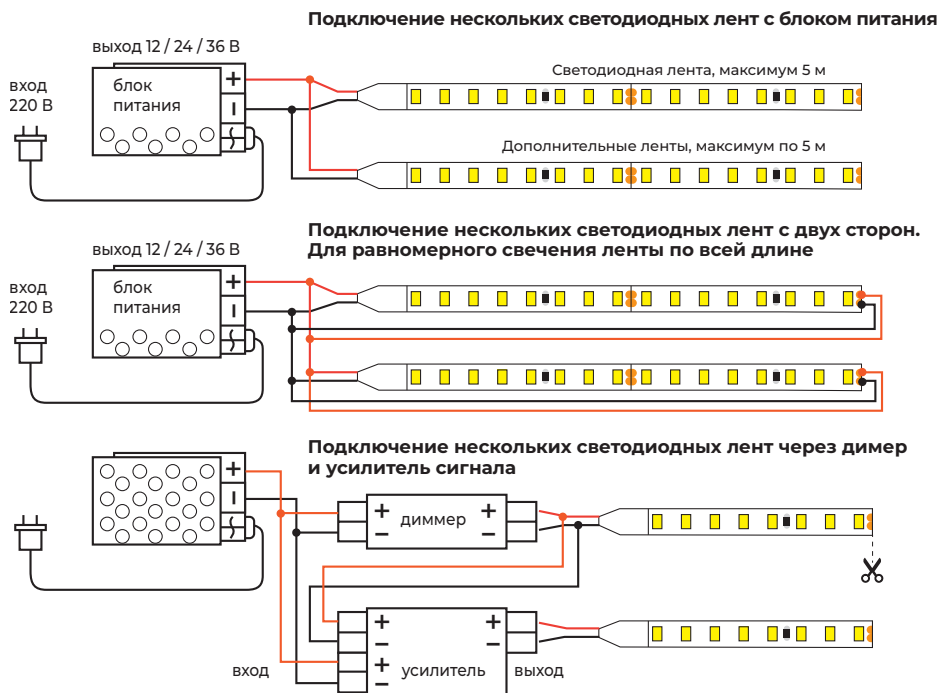 Подключение нескольких светодиодных лент с блоком питания
выход 12 / 24 / 36 В
вход
220 В
блок
питания
+
−
Светодиодная лента, максимум 5 м
Дополнительные ленты, максимум по 5 м
Подключение нескольких светодиодных лент с двух сторон.
Для равномерного свечения ленты по всей длине
выход 12 / 24 / 36 В
вход
220 В
блок
питания
+
−
Подключение нескольких светодиодных лент через димер
и усилитель сигнала
+
−
+ диммер +
− −
+ +
− −
+
−
вход
усилитель
выход